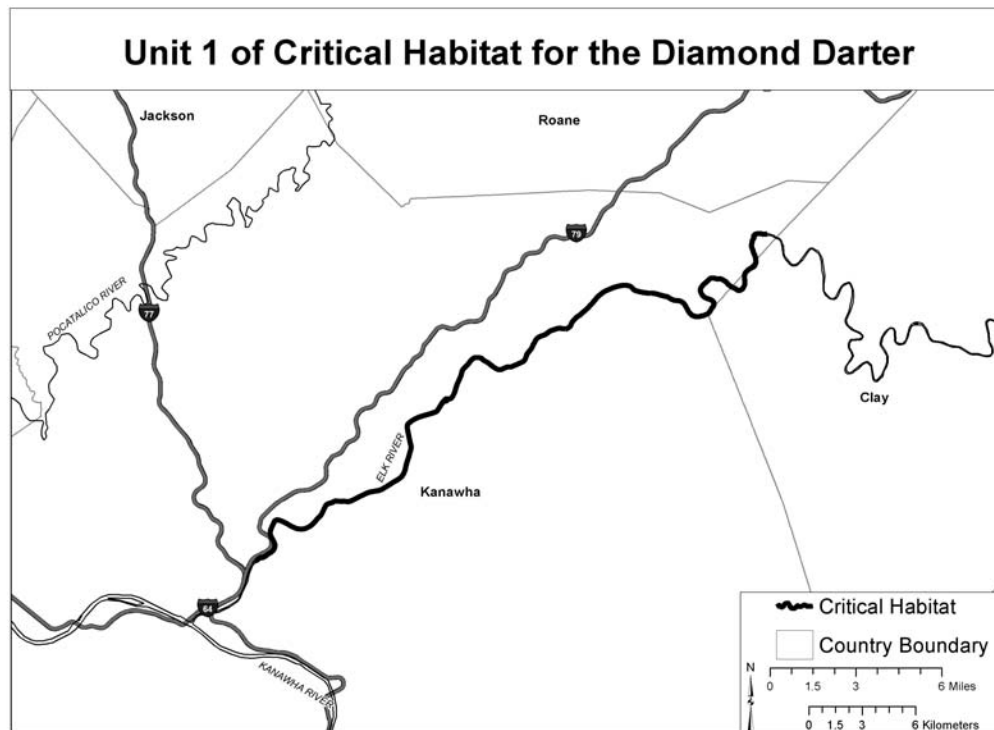 Unit 1 of Critical Habitat for the Diamond Darter
Jackson
Roane
79
POCATALICO RIVER
77
Clay
ELK RIVER
Kanawha
64
KANAWHA RIVER
Critical Habitat
Country Boundary
N
0 1.5 3 6 Miles
0 1.5 3 6 Kilometers